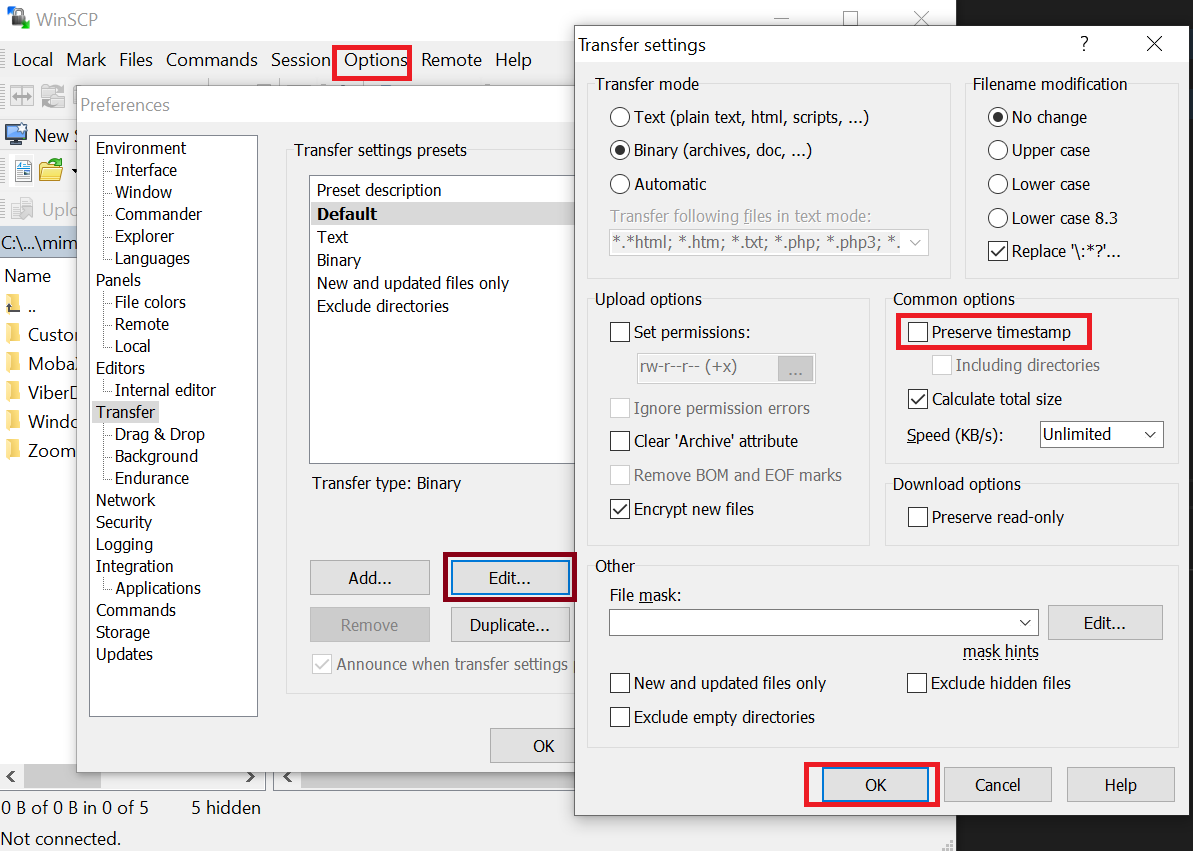 WinSCP
Local Mark Files Commands Session Options Remote Help
New
C:\...\mim
Name
..
Custo
Moba
Viber
Windo
Zoom
0 B of 0 B in 0 of 5 5 hidden
Not connected.
Preferences
Environment
Interface
Window
Commander
Explorer
Languages
Panels
File colors
Remote
Local
Editors
Internal editor
Transfer
Drag & Drop
Background
Endurance
Network
Security
Logging
Integration
Applications
Commands
Storage
Updates
Transfer settings presets
Preset description
Default
Text
Binary
New and updated files only
Exclude directories
Transfer type: Binary
Add... Edit...
Remove Duplicate...
Announce when transfer settings
OK
Transfer settings ?
Transfer mode
Text (plain text, html, scripts, ...)
Binary (archives, doc, ...)
Automatic
Transfer following files in text mode:
*.*html; *.htm; *.txt; *.php; *.php3; *.
Filename modification
No change
Upper case
Lower case
Lower case 8.3
Replace '\:*?'...
Upload options
Set permissions:
rw-r--r-- (+x) ...
Ignore permission errors
Clear 'Archive' attribute
Remove BOM and EOF marks
Encrypt new files
Common options
Preserve timestamp
Including directories
Calculate total size
Speed (KB/s): Unlimited
Download options
Preserve read-only
Other
File mask:
Edit...
mask hints
New and updated files only Exclude hidden files
Exclude empty directories
OK Cancel Help